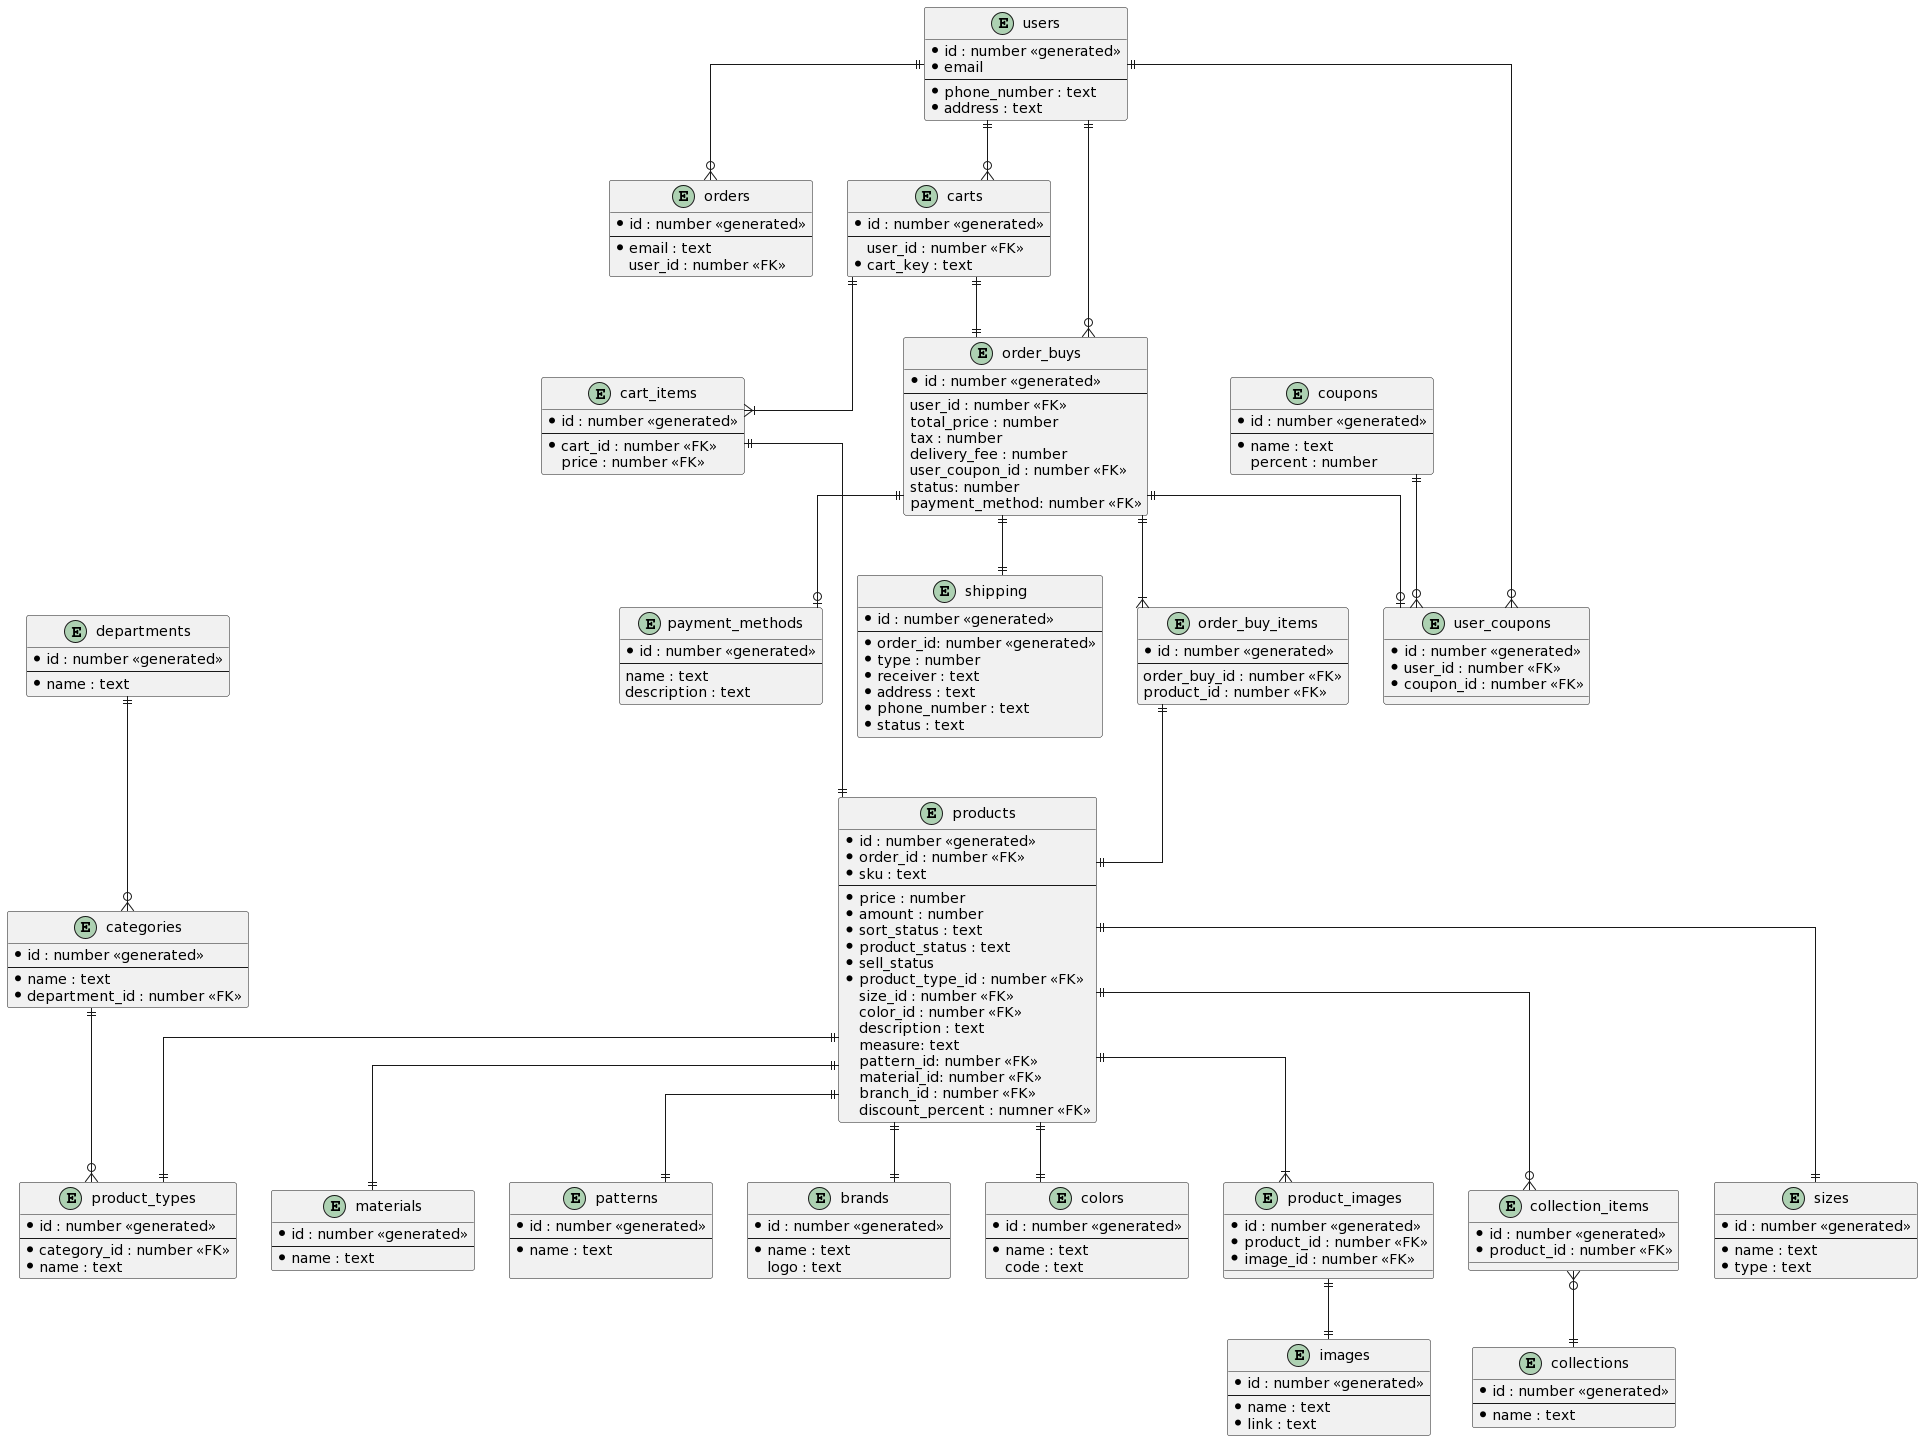 E users
* id : number «generated»
* email
* phone_number : text
* address : text
E orders
* id : number «generated»
* email : text
user_id : number «FK»
E carts
* id : number «generated»
user_id : number «FK»
* cart_key : text
E order_buys
* id : number «generated»
user_id : number «FK»
total_price : number
tax : number
delivery_fee : number
user_coupon_id : number «FK»
status: number
payment_method: number «FK»
E cart_items
* id : number «generated»
* cart_id : number «FK»
price : number «FK»
E coupons
* id : number «generated»
* name : text
percent : number
E departments
* id : number «generated»
* name : text
E payment_methods
* id : number «generated»
name : text
description : text
E shipping
* id : number «generated»
* order_id: number «generated»
* type : number
* receiver : text
* address : text
* phone_number : text
* status : text
E order_buy_items
* id : number «generated»
order_buy_id : number «FK»
product_id : number «FK»
E user_coupons
* id : number «generated»
* user_id : number «FK»
* coupon_id : number «FK»
E products
* id : number «generated»
* order_id : number «FK»
* sku : text
* price : number
* amount : number
* sort_status : text
* product_status : text
* sell_status
* product_type_id : number «FK»
size_id : number «FK»
color_id : number «FK»
description : text
measure: text
pattern_id: number «FK»
material_id: number «FK»
branch_id : number «FK»
discount_percent : numner «FK»
E categories
* id : number «generated»
* name : text
* department_id : number «FK»
E product_types
* id : number «generated»
* category_id : number «FK»
* name : text
E materials
* id : number «generated»
* name : text
E patterns
* id : number «generated»
* name : text
E brands
* id : number «generated»
* name : text
logo : text
E colors
* id : number «generated»
* name : text
code : text
E product_images
* id : number «generated»
* product_id : number «FK»
* image_id : number «FK»
E collection_items
* id : number «generated»
* product_id : number «FK»
E sizes
* id : number «generated»
* name : text
* type : text
E images
* id : number «generated»
* name : text
* link : text
E collections
* id : number «generated»
* name : text